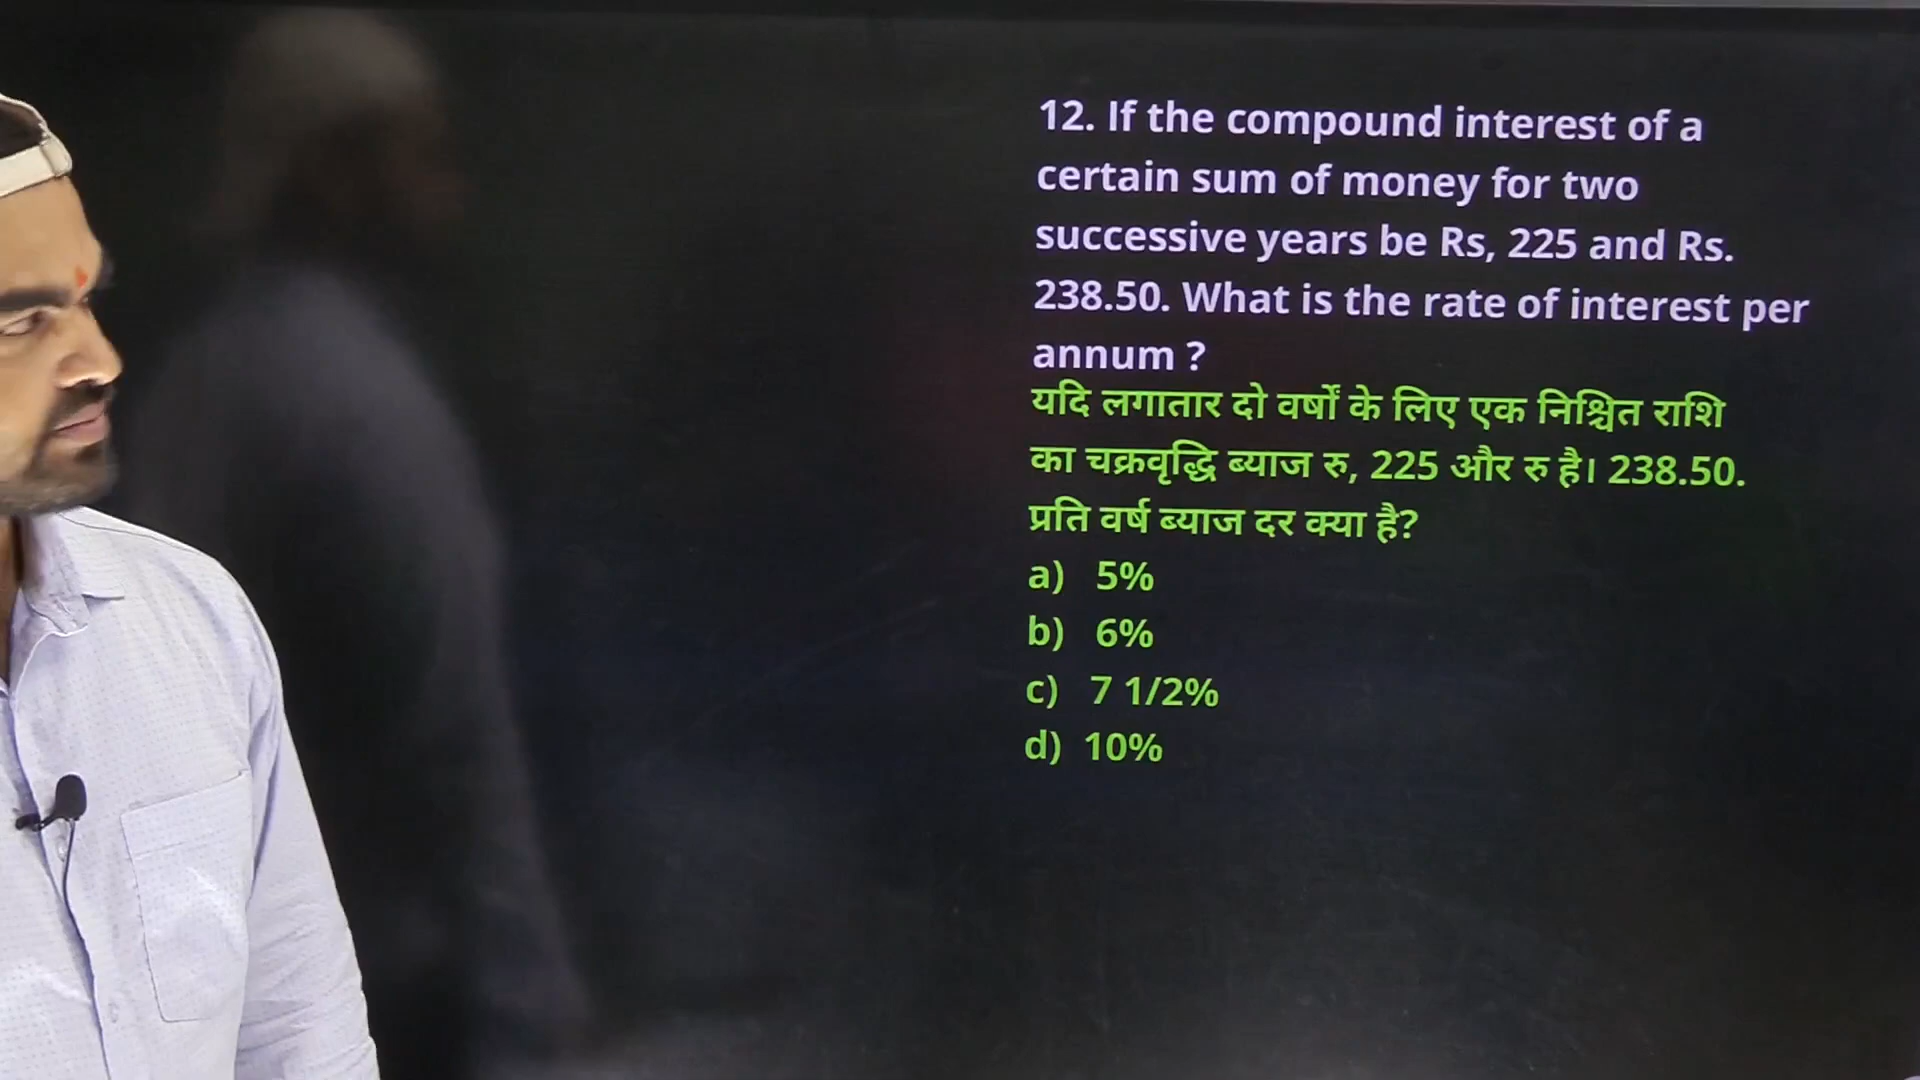 12. If the compound interest of a
certain sum of money for two
successive years be Rs, 225 and Rs.
238.50. What is the rate of interest per
annum ?
यदि लगातार दो वर्षों के लिए एक निश्चित राशि
का चक्रवृद्धि ब्याज रु, 225 और रु है। 238.50.
प्रति वर्ष ब्याज दर क्या है?
a) 5%
b) 6%
c) 7 1/2%
d) 10%